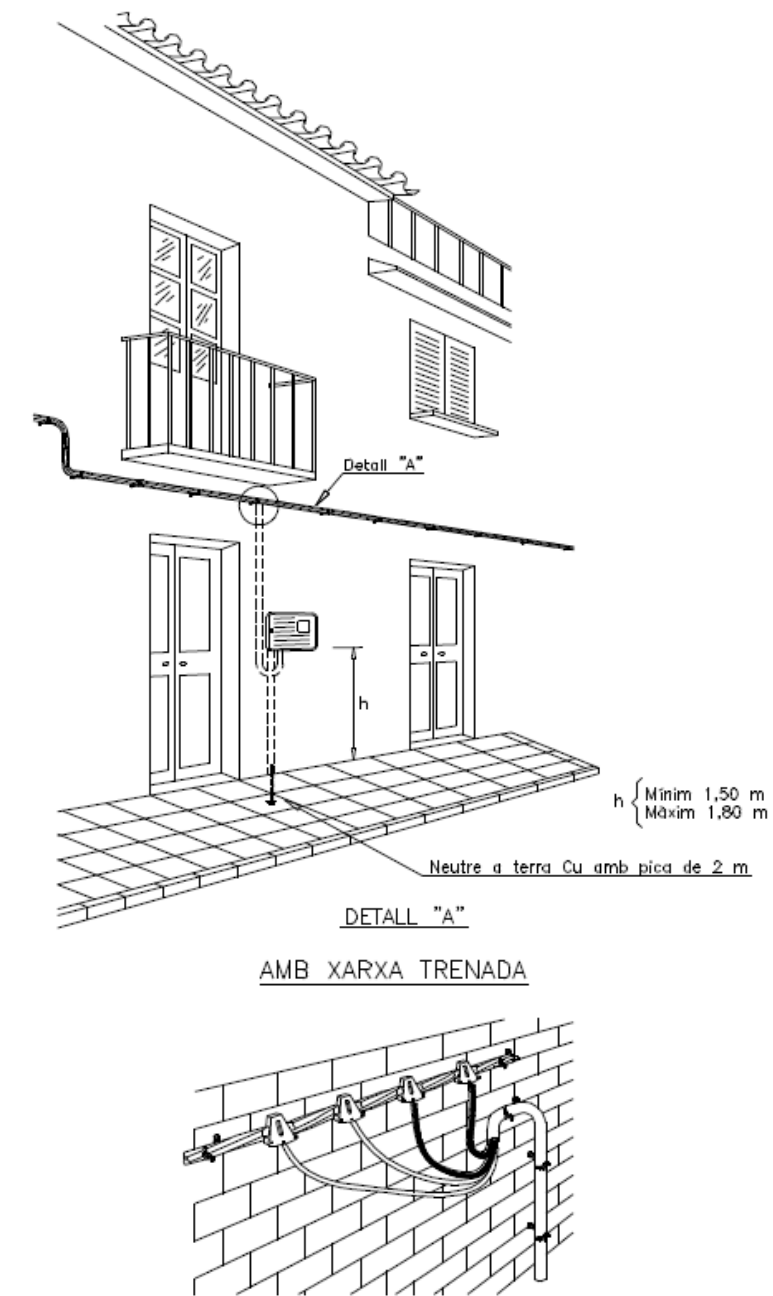 Detall "A"
h
h { Mínim 1,50 m
Màxim 1,80 m
Neutre a terra Cu amb pica de 2 m
DETALL "A"
AMB XARXA TRENADA